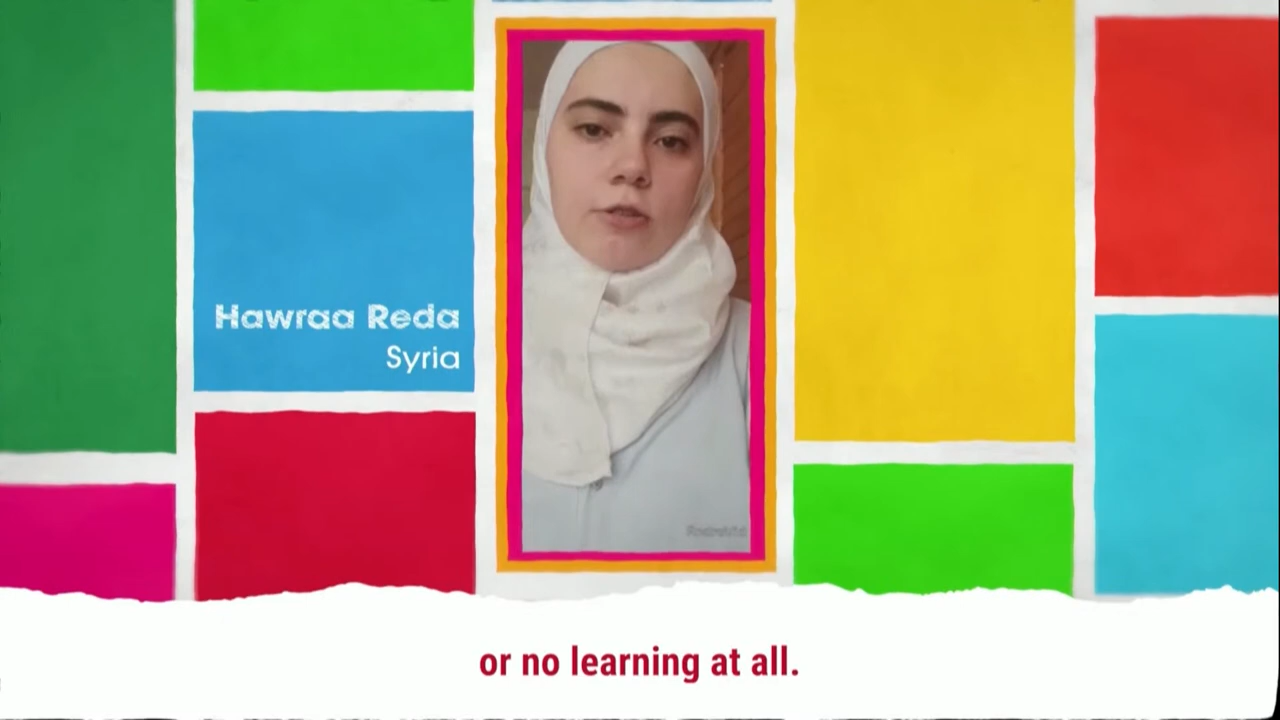 Hawraa Reda
Syria
or no learning at all.